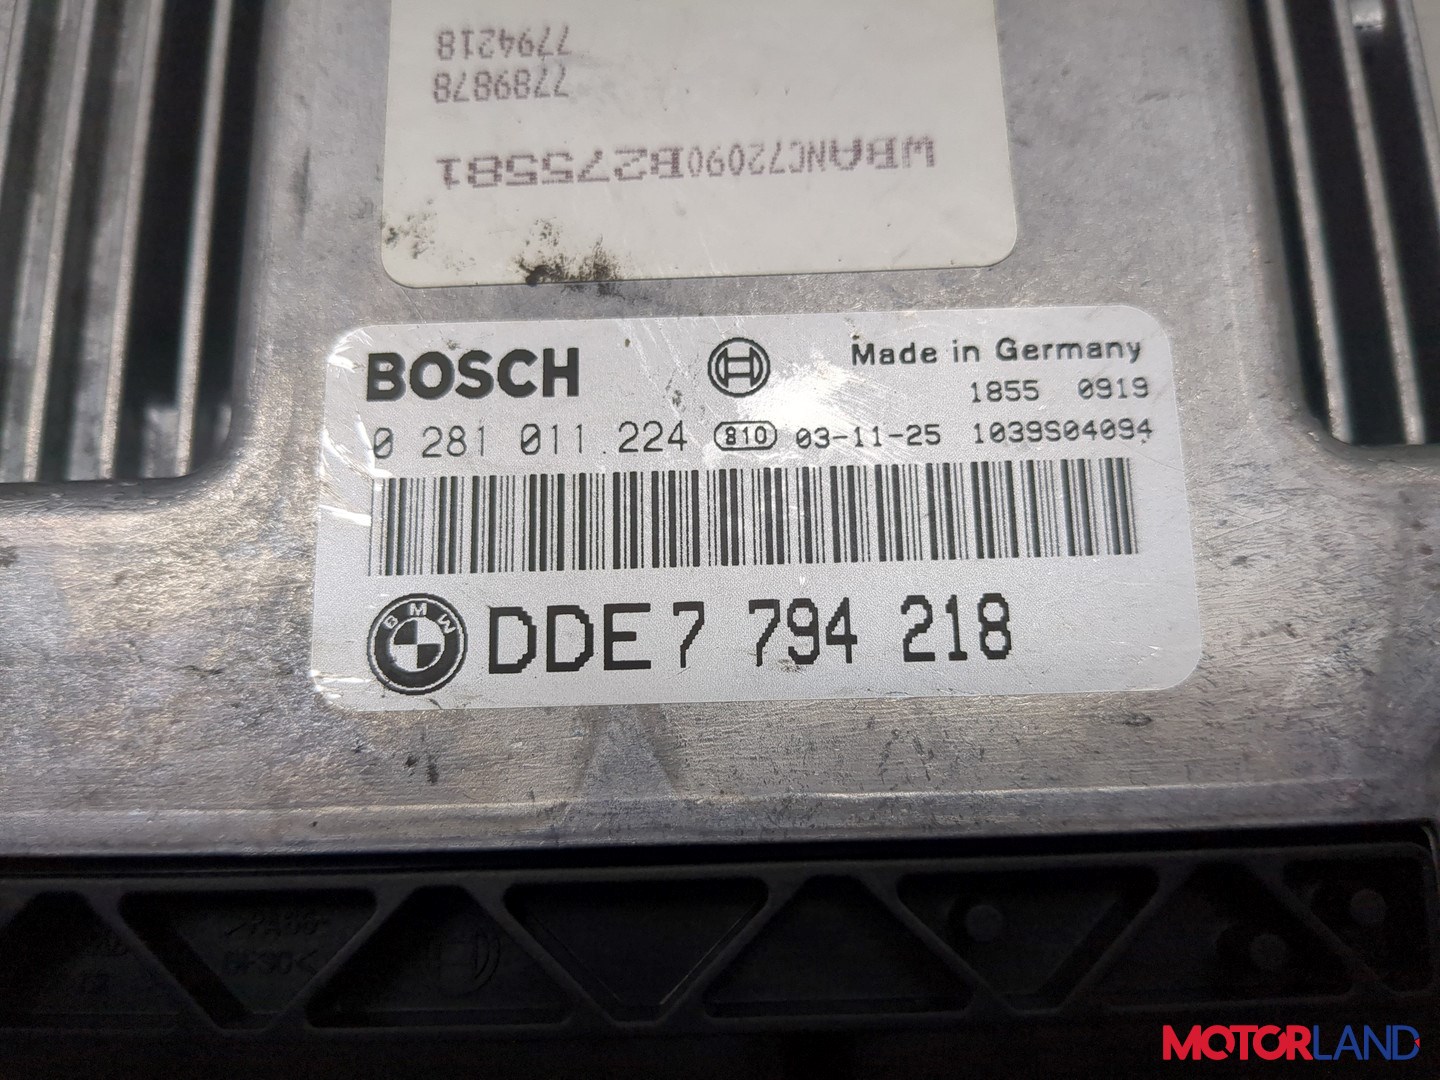 7794218
7789878
WBANC72090B275581
BOSCH
Made in Germany
1855 0919
0 281 011 224 810 03-11-25 1039S04094
BMW
DDE7 794 218
MOTORLAND